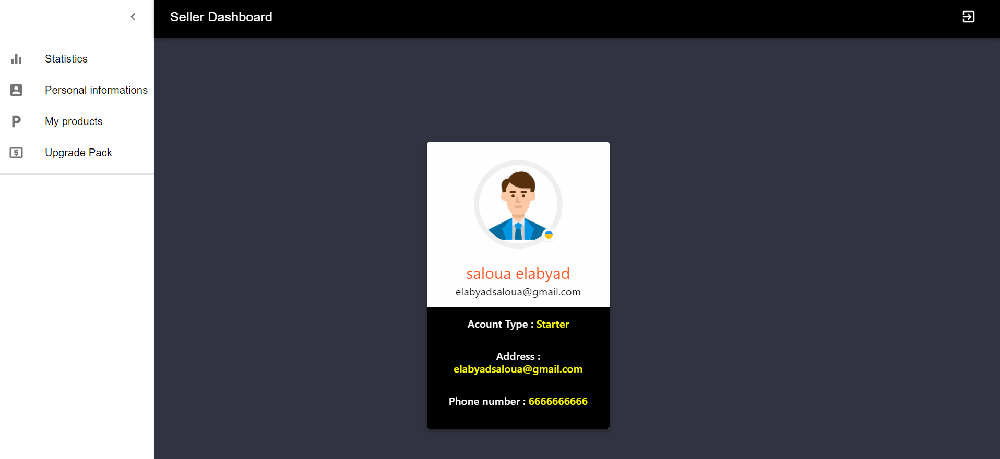 Seller Dashboard
Statistics
Personal informations
My products
Upgrade Pack
saloua elabyad
elabyadsaloua@gmail.com
Acount Type : Starter
Address :
elabyadsaloua@gmail.com
Phone number : 6666666666